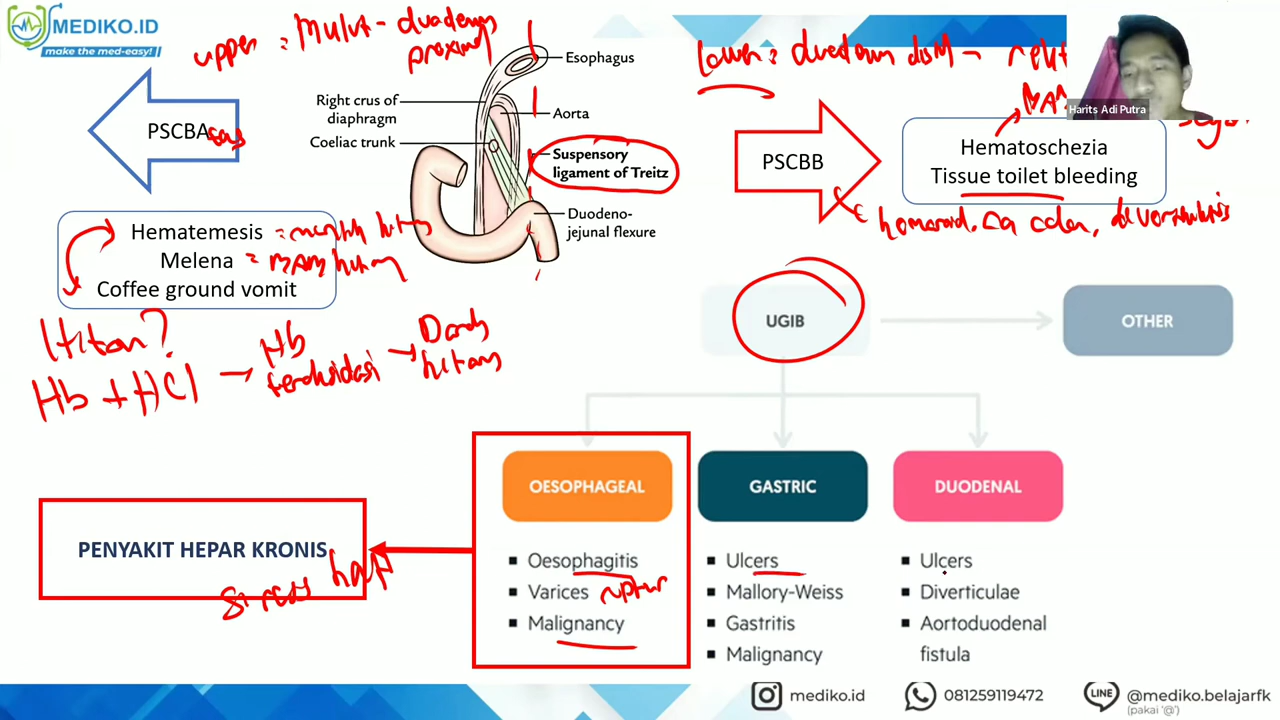 MEDIKO.ID
make the med-easy!
upper = Mulut - duodenum
proximal
Lower = duodenum distal -
Harits Adi Putra
Esophagus
Right crus of
diaphragm
Aorta
Coeliac trunk
Suspensory
ligament of Treitz
Duodeno-
jejunal flexure
PSCBA
PSCBB
Hematoschezia
Tissue toilet bleeding
Hematemesis = muntah hitam
Melena = BAB hitam
Coffee ground vomit
Hitam?
Hb + HCl → Hb
teroksidasi → Darah
hitam
UGIB
OTHER
OESOPHAGEAL
GASTRIC
DUODENAL
PENYAKIT HEPAR KRONIS
▪ Oesophagitis
▪ Varices ruptur
▪ Malignancy
▪ Ulcers
▪ Mallory-Weiss
▪ Gastritis
▪ Malignancy
▪ Ulcers
▪ Diverticulae
▪ Aortoduodenal
fistula
mediko.id
081259119472
LINE
@mediko.belajarfk
(pakai '@')